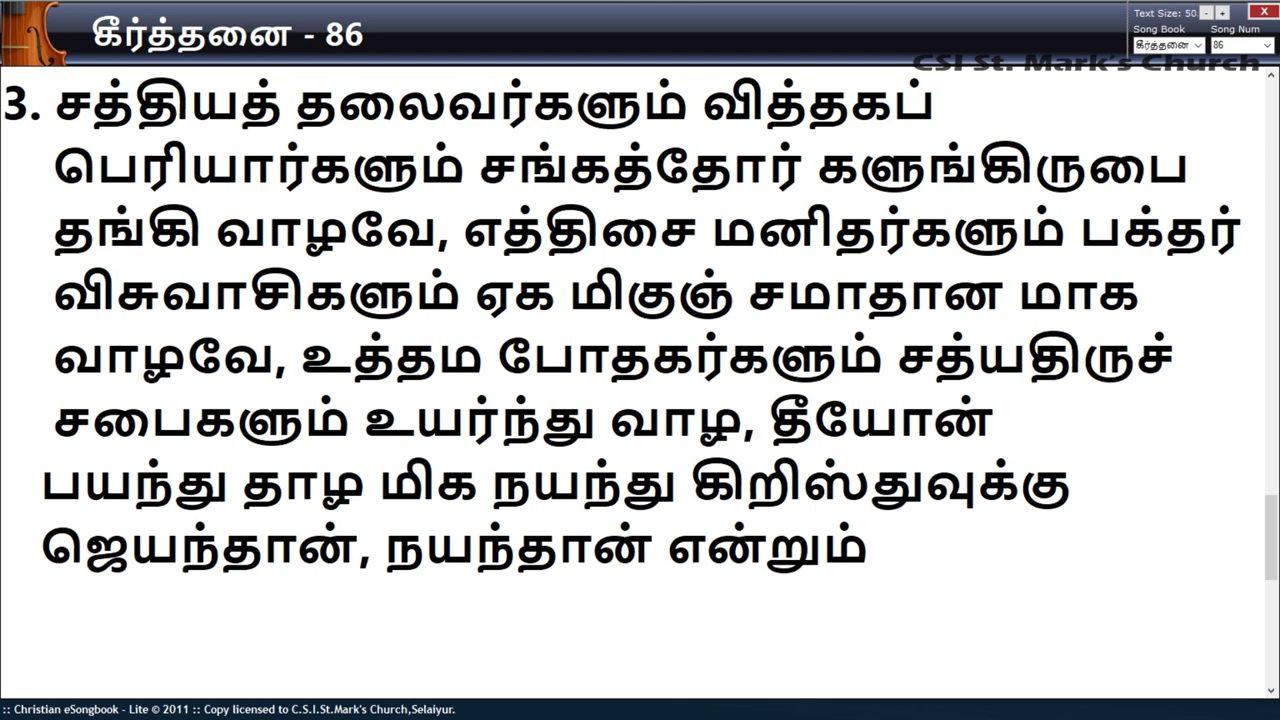 கீர்த்தனை - 86
Text Size: 50 - + X
Song Book Song Num
கீர்த்தனை 86
CSI St. Mark's Church
3. சத்தியத் தலைவர்களும் வித்தகப்
பெரியார்களும் சங்கத்தோர் களுங்கிருபை
தங்கி வாழவே, எத்திசை மனிதர்களும் பக்தர்
விசுவாசிகளும் ஏக மிகுஞ் சமாதான மாக
வாழவே, உத்தம போதகர்களும் சத்யதிருச்
சபைகளும் உயர்ந்து வாழ, தீயோன்
பயந்து தாழ மிக நயந்து கிறிஸ்துவுக்கு
ஜெயந்தான், நயந்தான் என்றும்
:: Christian eSongbook - Lite © 2011 :: Copy licensed to C.S.I.St.Mark's Church,Selaiyur.